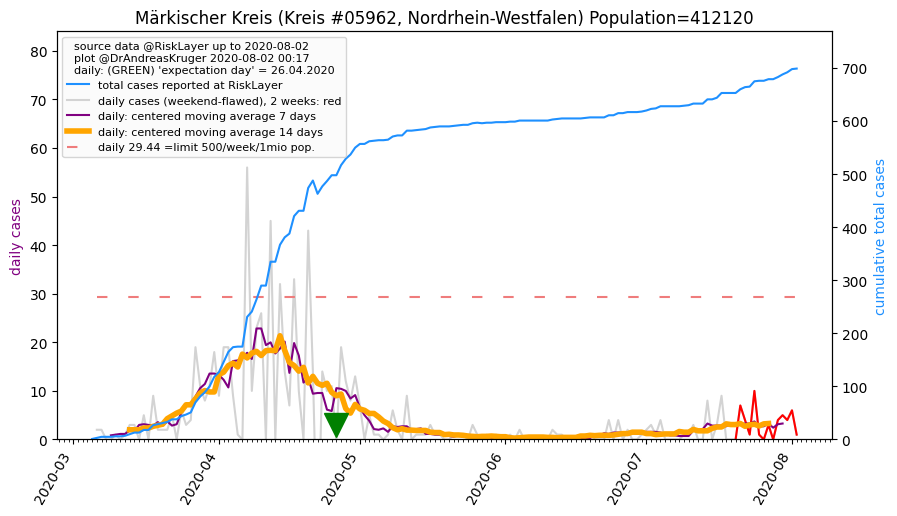 Märkischer Kreis (Kreis #05962, Nordrhein-Westfalen) Population=412120
source data @RiskLayer up to 2020-08-02
plot @DrAndreasKruger 2020-08-02 00:17
daily: (GREEN) 'expectation day' = 26.04.2020
total cases reported at RiskLayer
daily cases (weekend-flawed), 2 weeks: red
daily: centered moving average 7 days
daily: centered moving average 14 days
daily 29.44 =limit 500/week/1mio pop.
daily cases
80
70
60
50
40
30
20
10
0
cumulative total cases
700
600
500
400
300
200
100
0
2020-03
2020-04
2020-05
2020-06
2020-07
2020-08